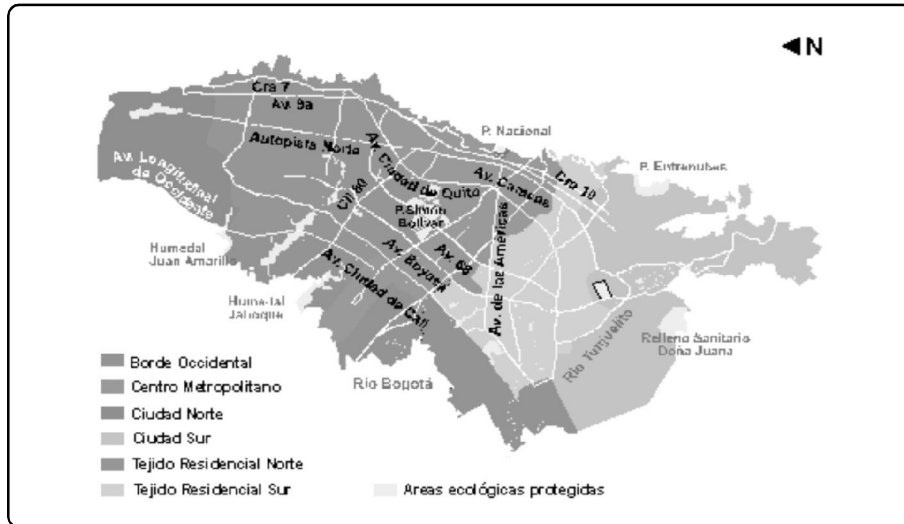 N
Cra 7
Av. 9a
Autopista Norte
P. Nacional
P. Entrenubes
Av. Longitudinal
de Occidente
Av. Ciudad de Quito
Av. Caracas
Cra 10
Cll 80
P. Simón
Bolívar
Av. de las Américas
Av. 68
Av. Boyacá
Av. Ciudad de Cali
Humedal
Juan Amarillo
Humedal
Jaboque
Río Bogotá
Río Tunjuelito
Relleno Sanitario
Doña Juana
Borde Occidental
Centro Metropolitano
Ciudad Norte
Ciudad Sur
Tejido Residencial Norte
Tejido Residencial Sur
Areas ecológicas protegidas